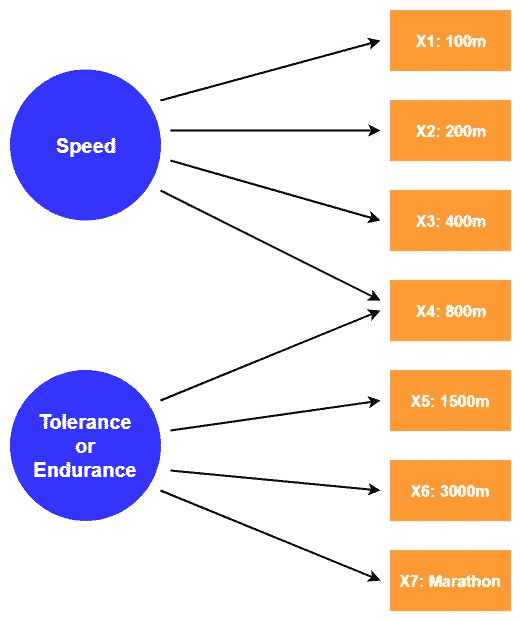 X1: 100m
Speed
X2: 200m
X3: 400m
X4: 800m
Tolerance
or
Endurance
X5: 1500m
X6: 3000m
X7: Marathon